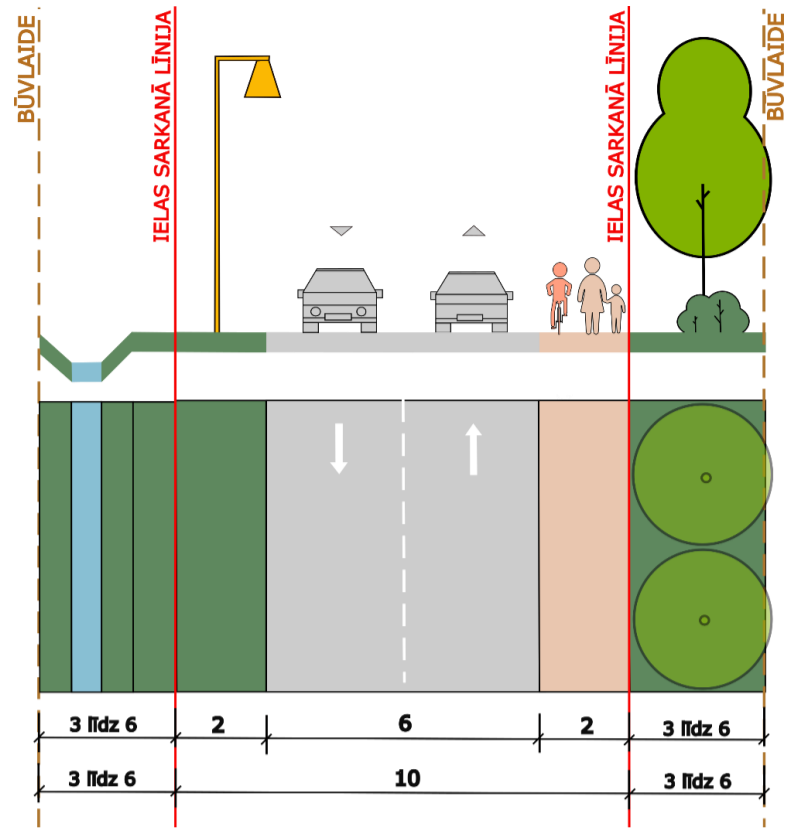 BŪVLAIDE
IELAS SARKANĀ LĪNIJA
IELAS SARKANĀ LĪNIJA
BŪVLAIDE
3 līdz 6
2
6
2
3 līdz 6
3 līdz 6
10
3 līdz 6